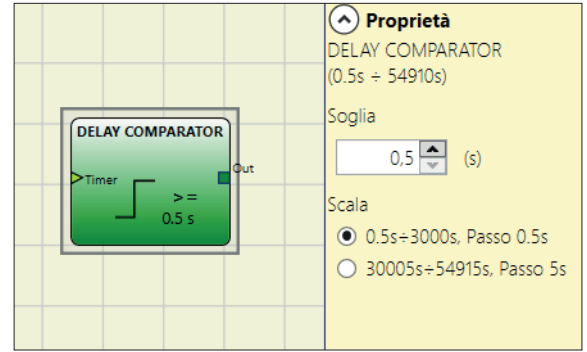 DELAY COMPARATOR
Timer
Out
>=
0.5 s
Proprietà
DELAY COMPARATOR
(0.5s ÷ 54910s)
Soglia
0,5 (s)
Scala
0.5s÷3000s, Passo 0.5s
30005s÷54915s, Passo 5s